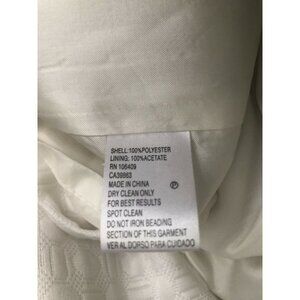 SHELL:100%POLYESTER
LINING: 100%ACETATE
RN 106409
CA39863
MADE IN CHINA
DRY CLEAN ONLY
P
FOR BEST RESULTS
SPOT CLEAN
DO NOT IRON BEADING
SECTION OF THIS GARMENT
VER AL DORSO PARA CUIDADO